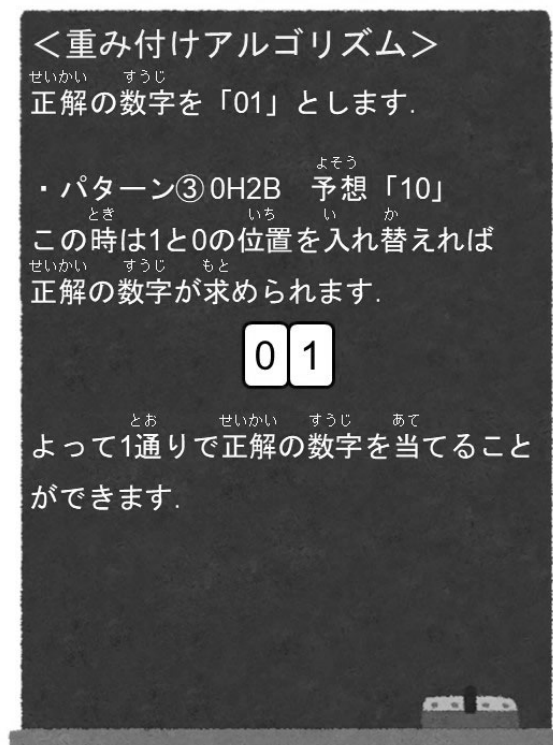 ＜重み付けアルゴリズム＞
せいかい すうじ
正解の数字を「01」とします.
よそう
・パターン③0H2B 予想「10」
とき いち い か
この時は1と0の位置を入れ替えれば
せいかい すうじ もと
正解の数字が求められます.
0 1
とお せいかい すうじ あて
よって1通りで正解の数字を当てること
ができます.